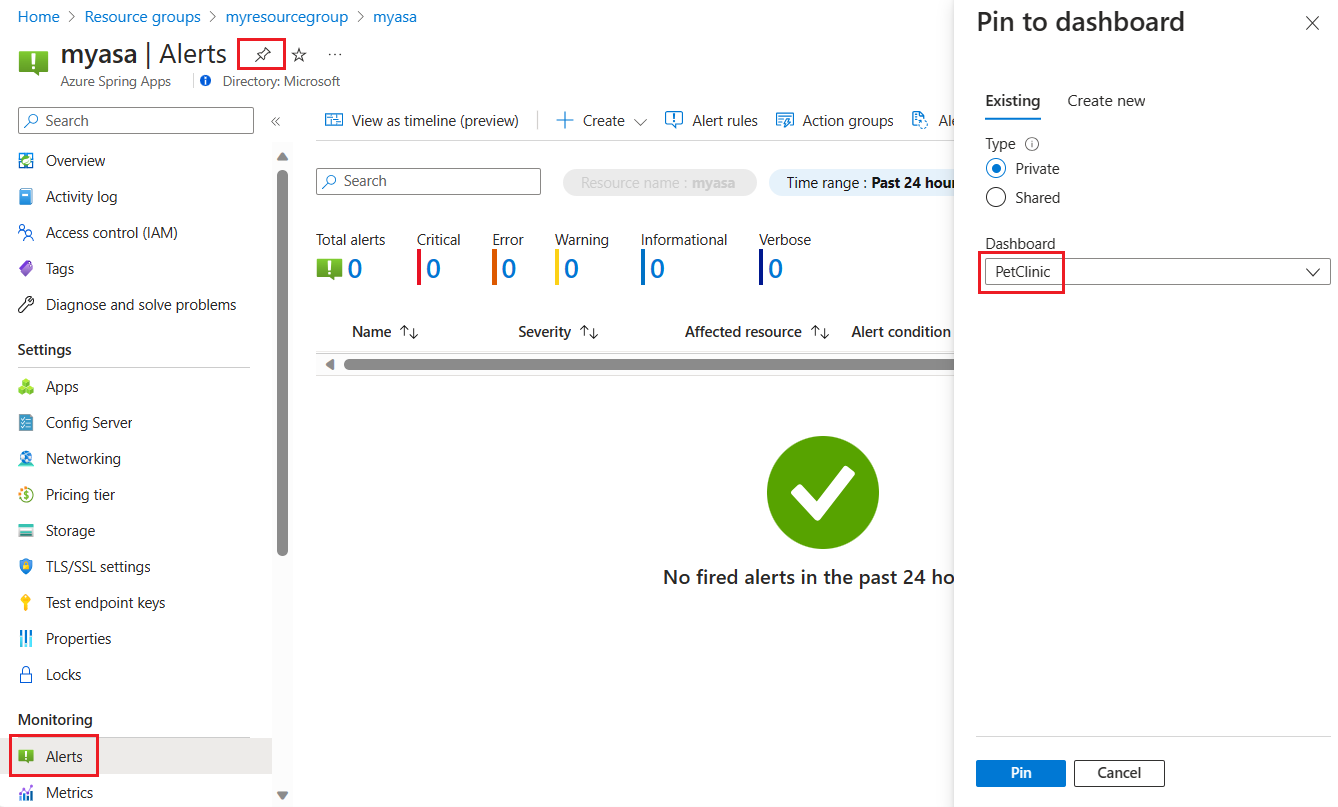 Home > Resource groups > myresourcegroup > myasa
myasa | Alerts
Azure Spring Apps
Directory: Microsoft
Search
Overview
Activity log
Access control (IAM)
Tags
Diagnose and solve problems
Settings
Apps
Config Server
Networking
Pricing tier
Storage
TLS/SSL settings
Test endpoint keys
Properties
Locks
Monitoring
Alerts
Metrics
View as timeline (preview) Create Alert rules Action groups
Search Resource name : myasa Time range : Past 24 hour
Total alerts Critical Error Warning Informational Verbose
0 0 0 0 0 0
Name Severity Affected resource Alert condition
No fired alerts in the past 24 ho
Pin to dashboard
Existing Create new
Type
Private
Shared
Dashboard
PetClinic
Pin Cancel